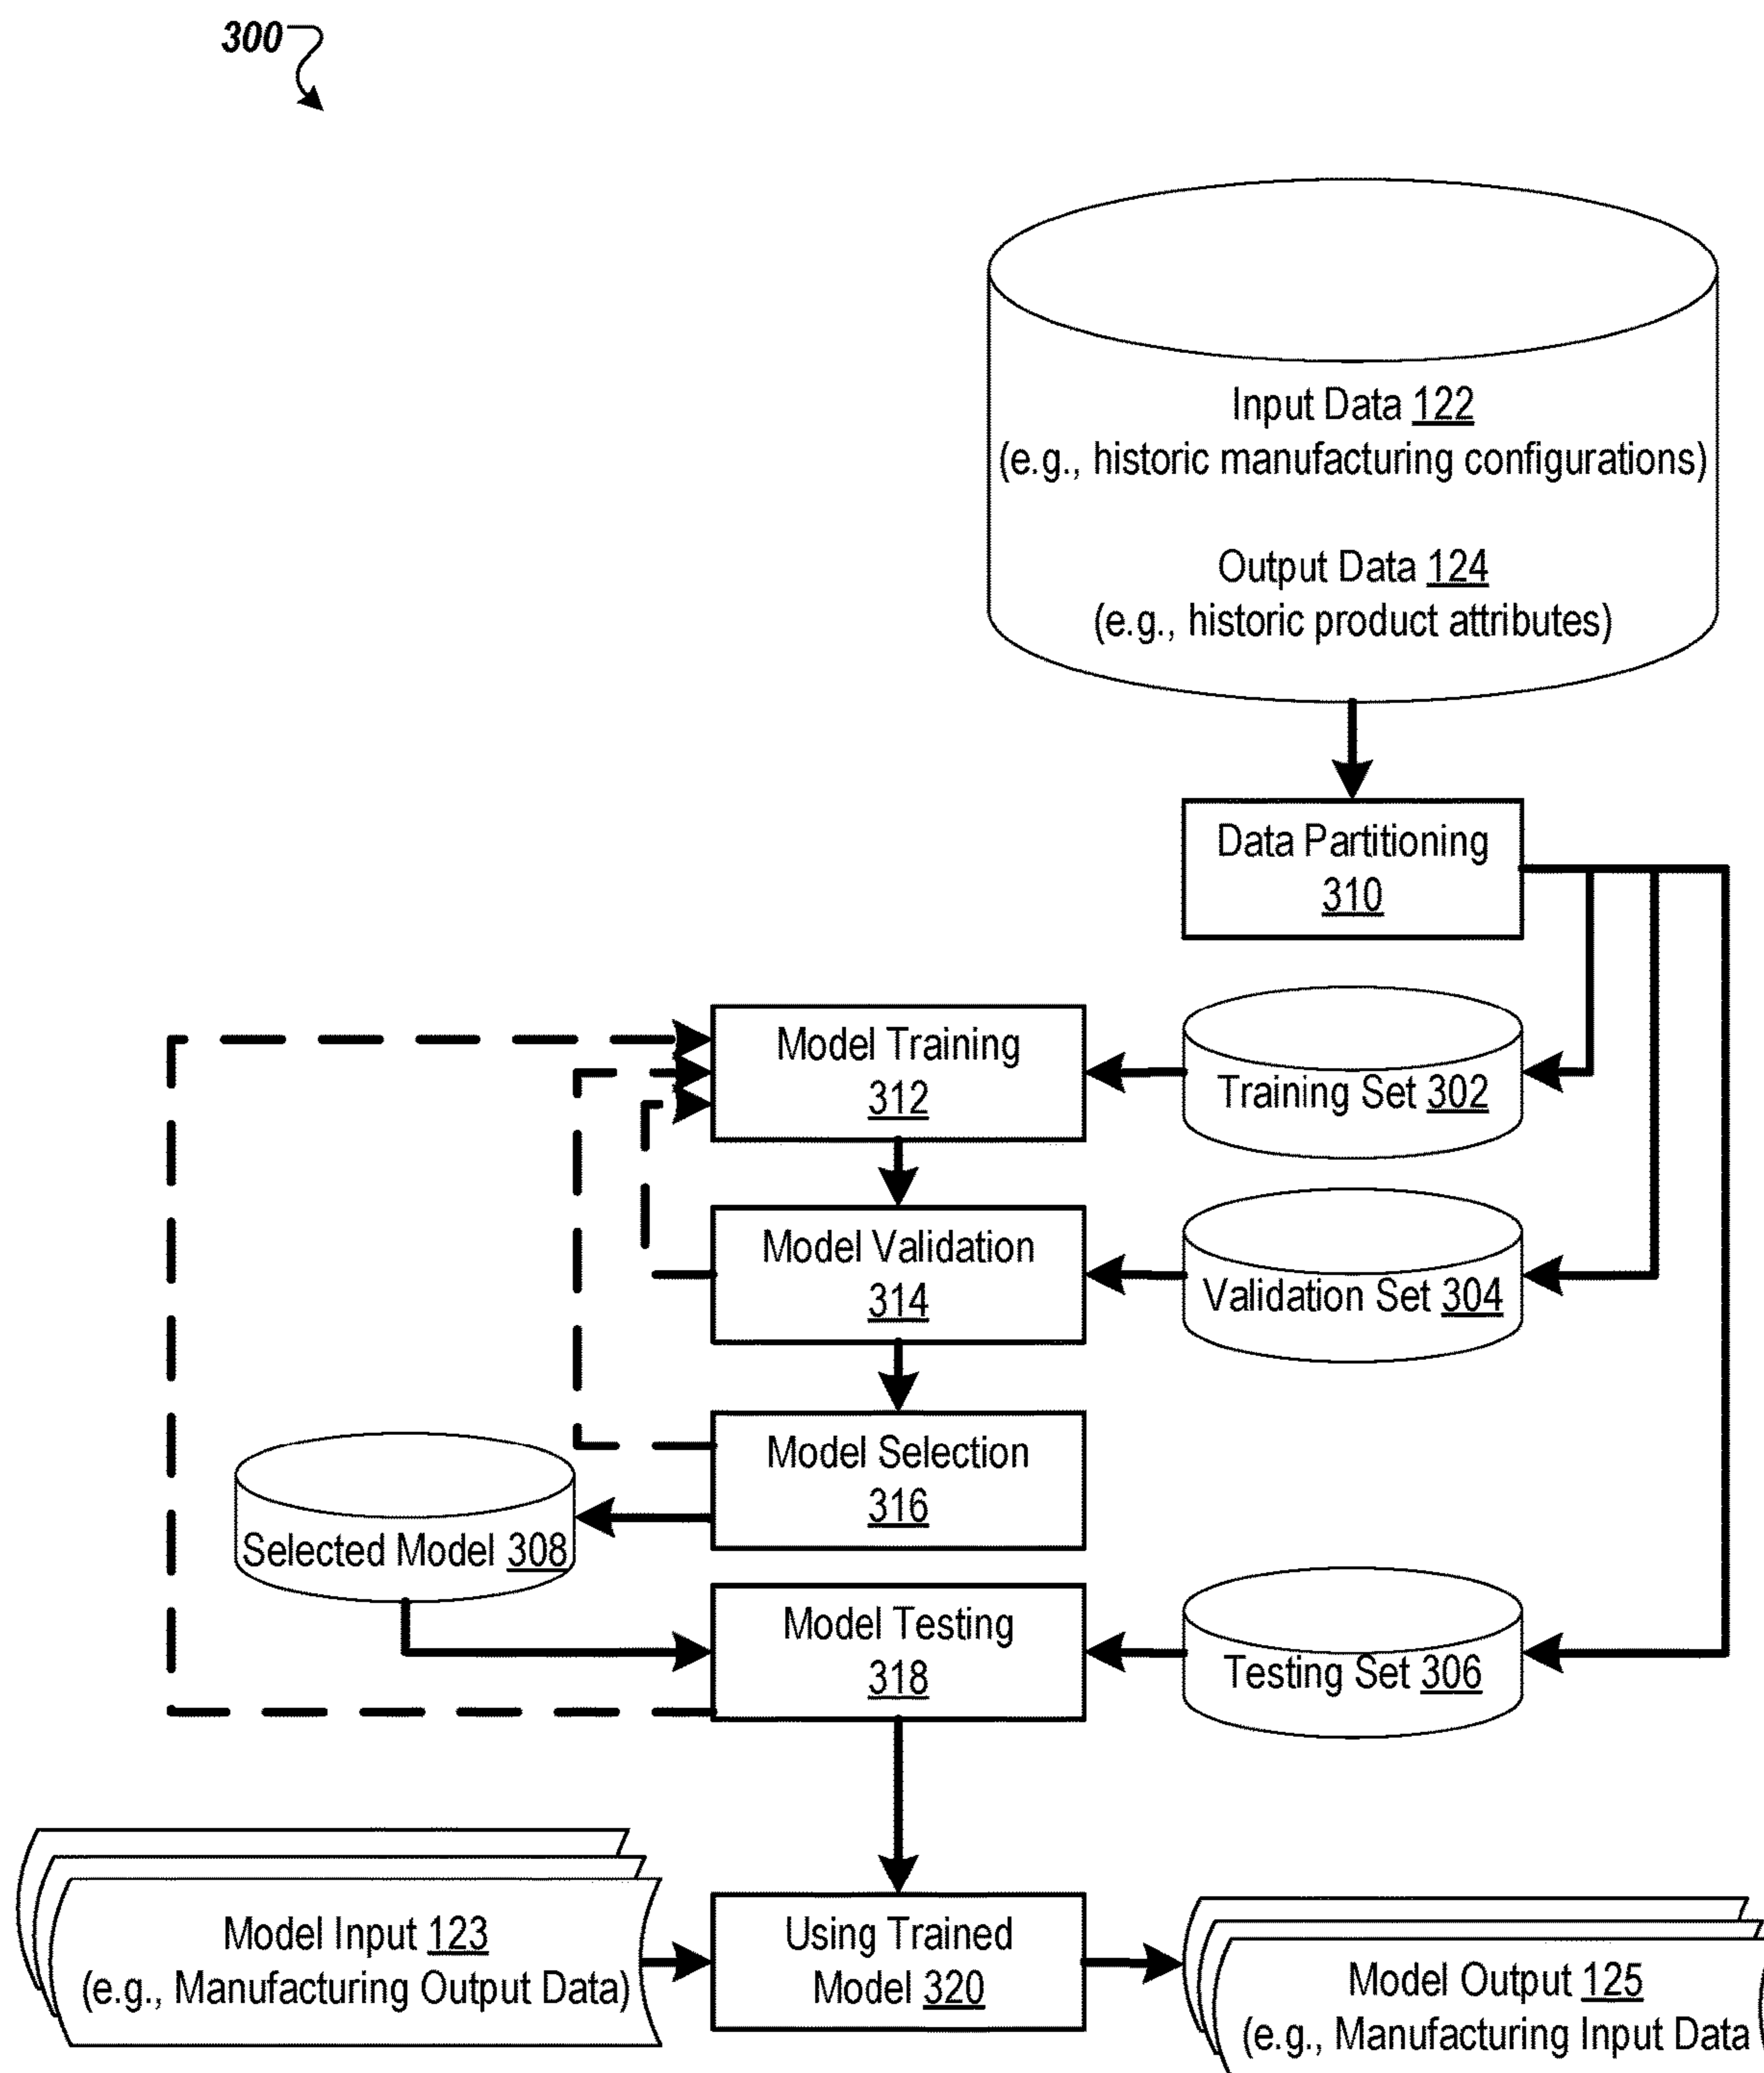 300
Input Data 122
(e.g., historic manufacturing configurations)
Output Data 124
(e.g., historic product attributes)
Data Partitioning
310
Model Training
312
Training Set 302
Model Validation
314
Validation Set 304
Model Selection
316
Selected Model 308
Model Testing
318
Testing Set 306
Model Input 123
(e.g., Manufacturing Output Data)
Using Trained
Model 320
Model Output 125
(e.g., Manufacturing Input Data